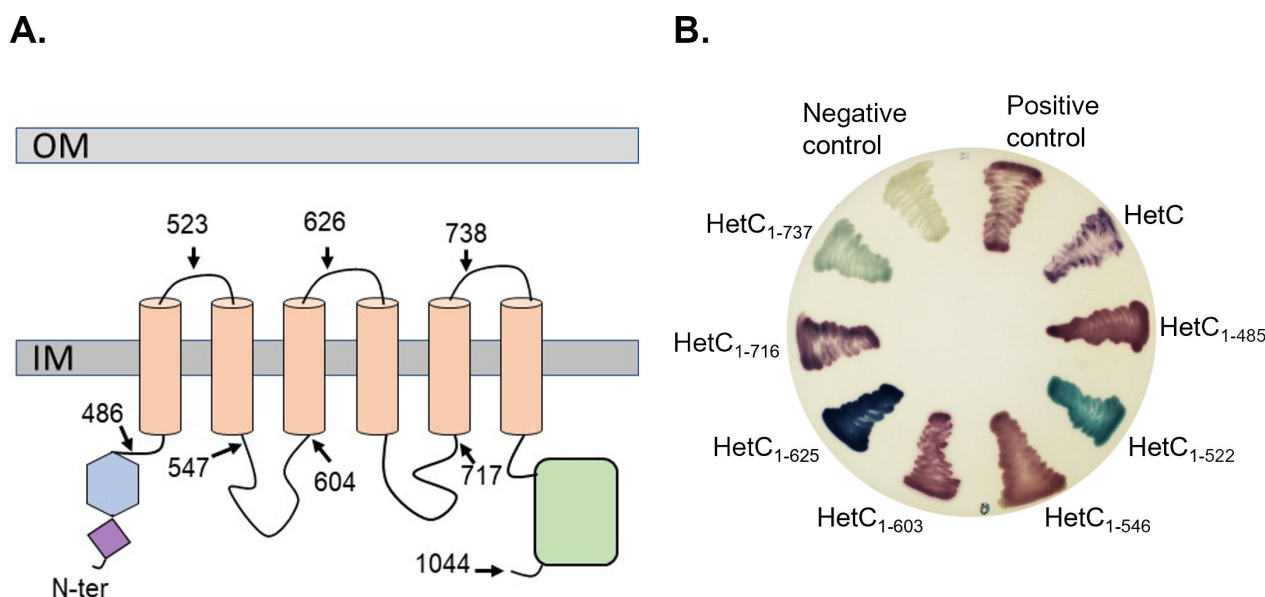 A.
OM
523
626
738
IM
486
547
604
717
1044
N-ter
B.
Negative
control
Positive
control
HetC1-737
HetC
HetC1-716
HetC1-485
HetC1-625
HetC1-522
HetC1-603
HetC1-546